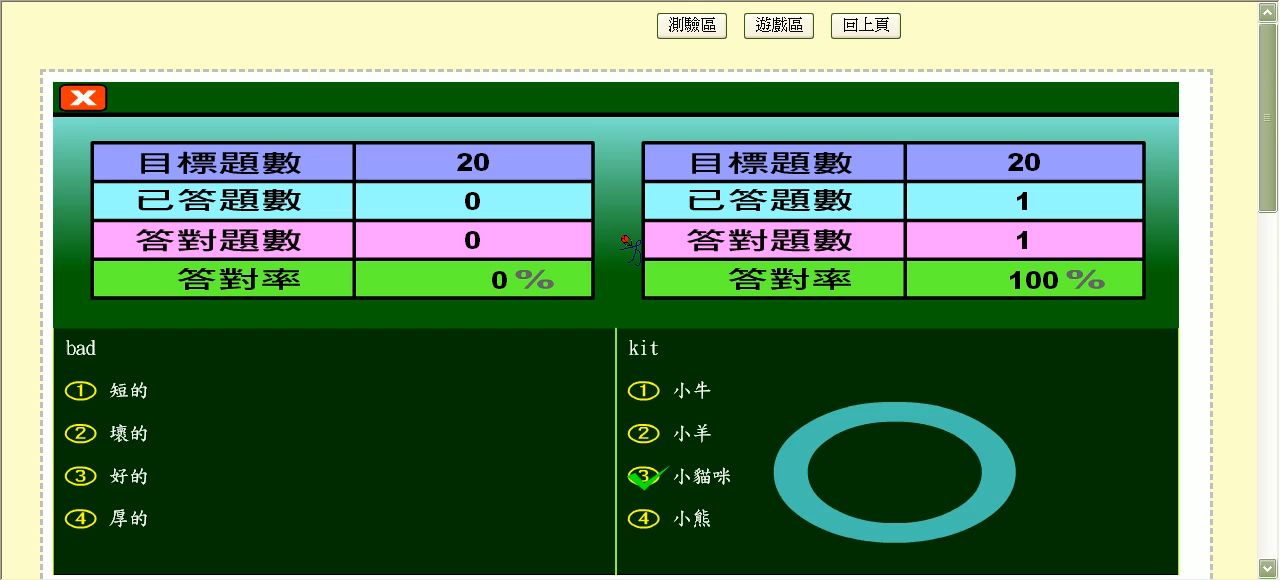 測驗區 遊戲區 回上頁
X
目標題數 20
已答題數 0
答對題數 0
答對率 0 %
目標題數 20
已答題數 1
答對題數 1
答對率 100 %
bad
1 短的
2 壞的
3 好的
4 厚的
kit
1 小牛
2 小羊
3 小貓咪
4 小熊